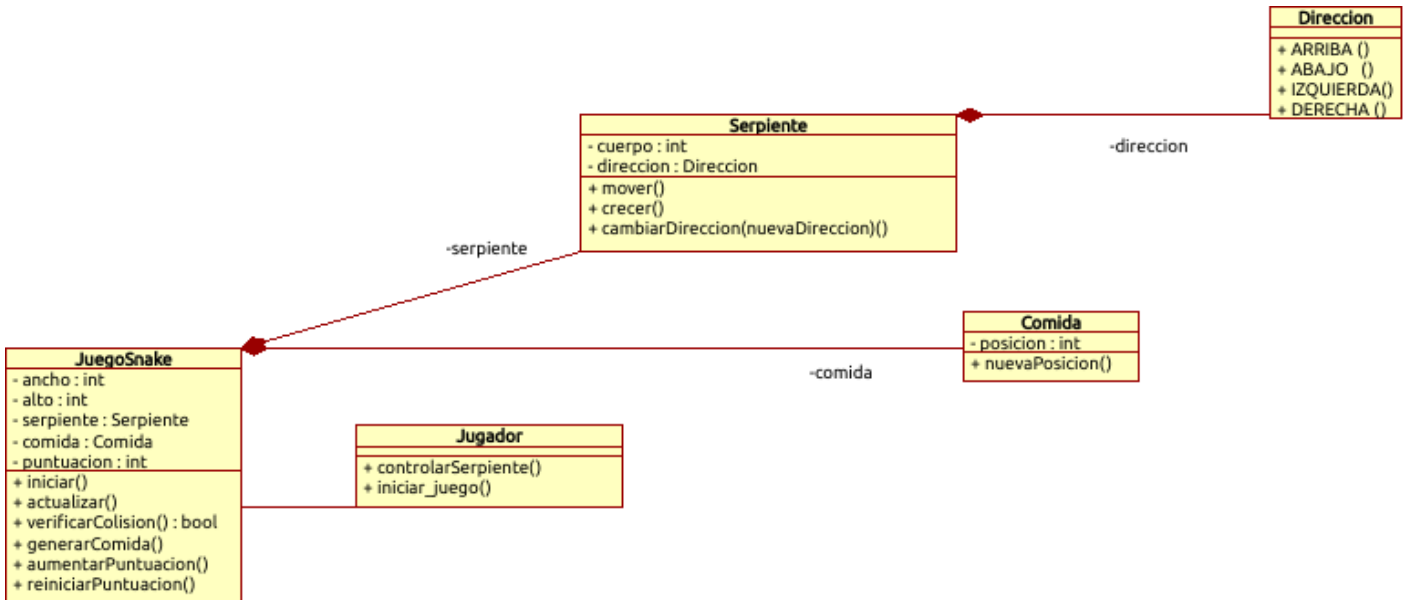 Direccion
+ ARRIBA ()
+ ABAJO ()
+ IZQUIERDA()
+ DERECHA ()
-direccion
Serpiente
- cuerpo : int
- direccion : Direccion
+ mover()
+ crecer()
+ cambiarDireccion(nuevaDireccion)()
-serpiente
Comida
- posicion : int
+ nuevaPosicion()
-comida
JuegoSnake
- ancho : int
- alto : int
- serpiente : Serpiente
- comida : Comida
- puntuacion : int
+ iniciar()
+ actualizar()
+ verificarColision() : bool
+ generarComida()
+ aumentarPuntuacion()
+ reiniciarPuntuacion()
Jugador
+ controlarSerpiente()
+ iniciar_juego()